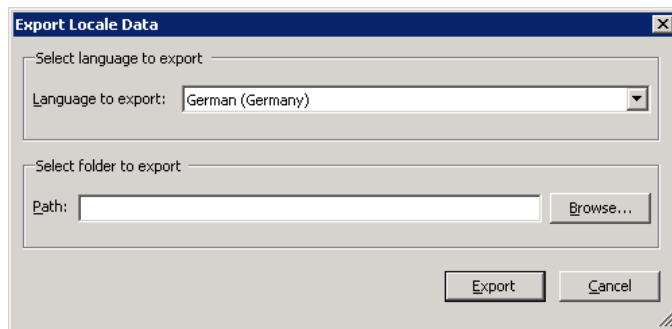 Export Locale Data
Select language to export
Language to export: German (Germany)
Select folder to export
Path: Browse...
Export Cancel